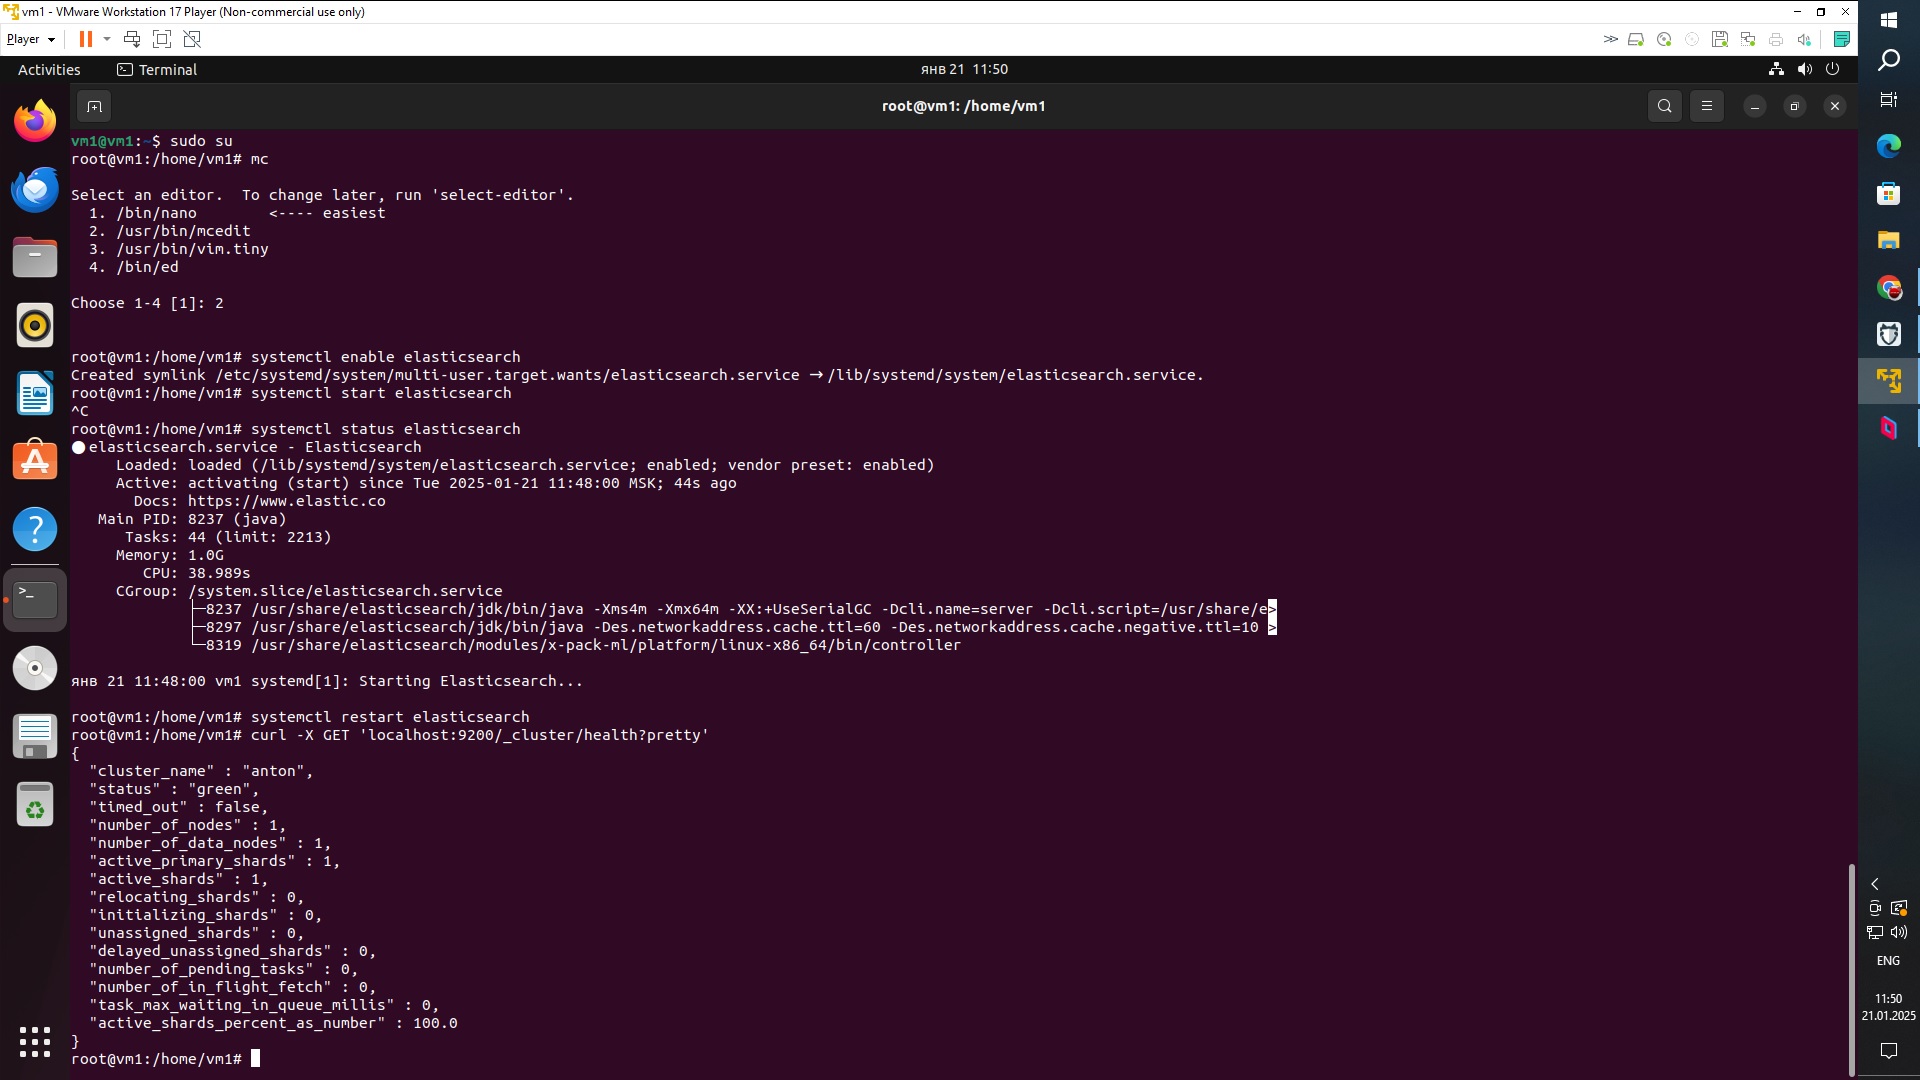 vm1 - VMware Workstation 17 Player (Non-commercial use only)
Player
Activities
Terminal
янв 21 11:50
root@vm1: /home/vm1
vm1@vm1:~$ sudo su
root@vm1:/home/vm1# mc
Select an editor.  To change later, run 'select-editor'.
  1. /bin/nano        <---- easiest
  2. /usr/bin/mcedit
  3. /usr/bin/vim.tiny
  4. /bin/ed
Choose 1-4 [1]: 2
root@vm1:/home/vm1# systemctl enable elasticsearch
Created symlink /etc/systemd/system/multi-user.target.wants/elasticsearch.service → /lib/systemd/system/elasticsearch.service.
root@vm1:/home/vm1# systemctl start elasticsearch
^C
root@vm1:/home/vm1# systemctl status elasticsearch
● elasticsearch.service - Elasticsearch
     Loaded: loaded (/lib/systemd/system/elasticsearch.service; enabled; vendor preset: enabled)
     Active: activating (start) since Tue 2025-01-21 11:48:00 MSK; 44s ago
       Docs: https://www.elastic.co
   Main PID: 8237 (java)
      Tasks: 44 (limit: 2213)
     Memory: 1.0G
        CPU: 38.989s
     CGroup: /system.slice/elasticsearch.service
             ├─8237 /usr/share/elasticsearch/jdk/bin/java -Xms4m -Xmx64m -XX:+UseSerialGC -Dcli.name=server -Dcli.script=/usr/share/e>
             ├─8297 /usr/share/elasticsearch/jdk/bin/java -Des.networkaddress.cache.ttl=60 -Des.networkaddress.cache.negative.ttl=10 >
             └─8319 /usr/share/elasticsearch/modules/x-pack-ml/platform/linux-x86_64/bin/controller
янв 21 11:48:00 vm1 systemd[1]: Starting Elasticsearch...
root@vm1:/home/vm1# systemctl restart elasticsearch
root@vm1:/home/vm1# curl -X GET 'localhost:9200/_cluster/health?pretty'
{
  "cluster_name" : "anton",
  "status" : "green",
  "timed_out" : false,
  "number_of_nodes" : 1,
  "number_of_data_nodes" : 1,
  "active_primary_shards" : 1,
  "active_shards" : 1,
  "relocating_shards" : 0,
  "initializing_shards" : 0,
  "unassigned_shards" : 0,
  "delayed_unassigned_shards" : 0,
  "number_of_pending_tasks" : 0,
  "number_of_in_flight_fetch" : 0,
  "task_max_waiting_in_queue_millis" : 0,
  "active_shards_percent_as_number" : 100.0
}
root@vm1:/home/vm1#
ENG
11:50
21.01.2025